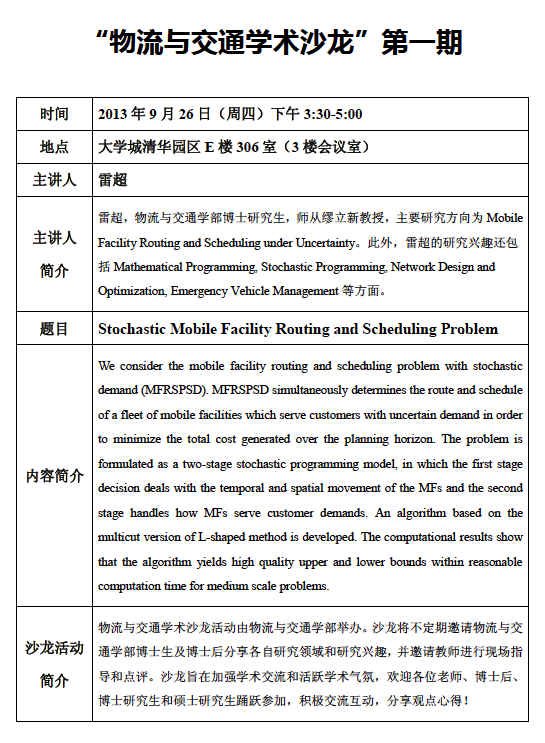 “物流与交通学术沙龙”第一期
时间
2013 年 9 月 26 日（周四）下午 3:30-5:00
地点
大学城清华园区 E 楼 306 室（3 楼会议室）
主讲人
雷超
主讲人
简介
雷超，物流与交通学部博士研究生，师从缪立新教授，主要研究方向为 Mobile
Facility Routing and Scheduling under Uncertainty。此外，雷超的研究兴趣还包
括 Mathematical Programming, Stochastic Programming, Network Design and
Optimization, Emergency Vehicle Management 等方面。
题目
Stochastic Mobile Facility Routing and Scheduling Problem
内容简介
We consider the mobile facility routing and scheduling problem with stochastic
demand (MFRSPSD). MFRSPSD simultaneously determines the route and schedule
of a fleet of mobile facilities which serve customers with uncertain demand in order
to minimize the total cost generated over the planning horizon. The problem is
formulated as a two-stage stochastic programming model, in which the first stage
decision deals with the temporal and spatial movement of the MFs and the second
stage handles how MFs serve customer demands. An algorithm based on the
multicut version of L-shaped method is developed. The computational results show
that the algorithm yields high quality upper and lower bounds within reasonable
computation time for medium scale problems.
沙龙活动
简介
物流与交通学术沙龙活动由物流与交通学部举办。沙龙将不定期邀请物流与交
通学部博士生及博士后分享各自研究领域和研究兴趣，并邀请教师进行现场指
导和点评。沙龙旨在加强学术交流和活跃学术气氛，欢迎各位老师、博士后、
博士研究生和硕士研究生踊跃参加，积极交流互动，分享观点心得！